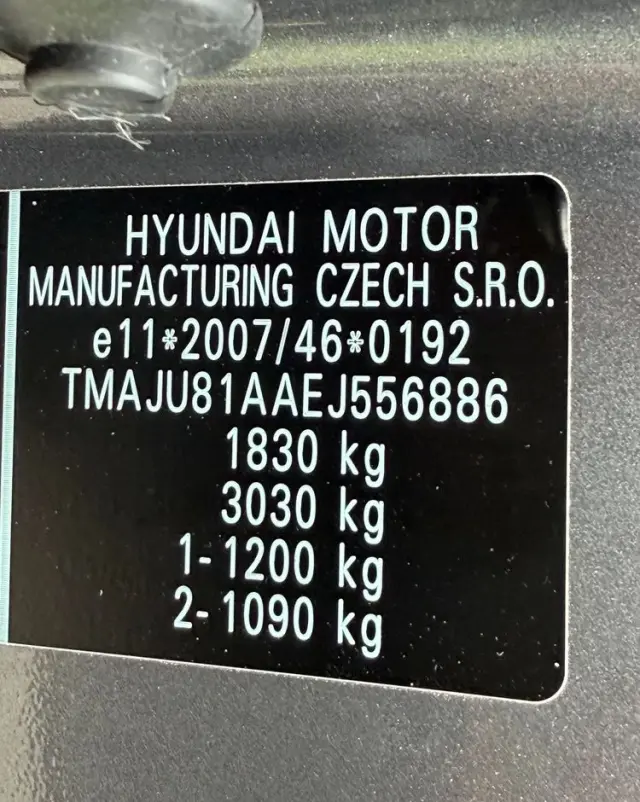 HYUNDAI MOTOR
MANUFACTURING CZECH S.R.O.
e11*2007/46*0192
TMAJU81AAEJ556886
1830 kg
3030 kg
1-1200 kg
2-1090 kg